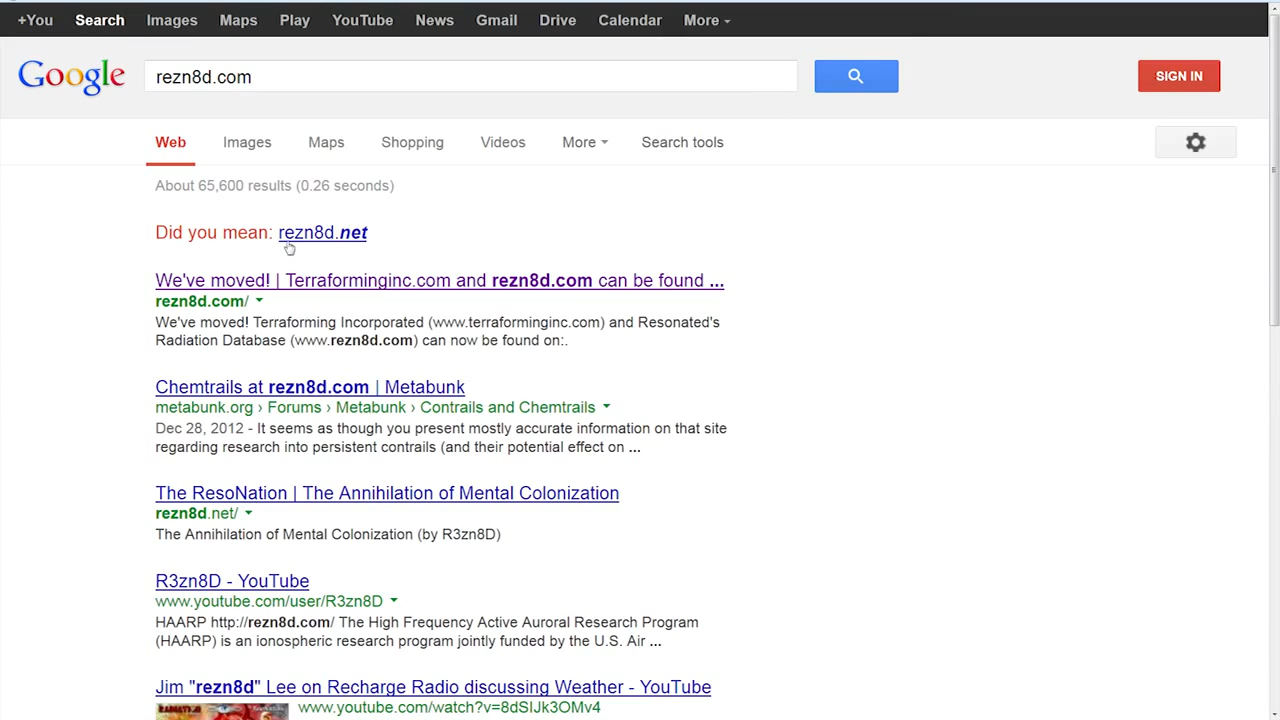 +You Search Images Maps Play YouTube News Gmail Drive Calendar More
Google rezn8d.com SIGN IN
Web Images Maps Shopping Videos More Search tools
About 65,600 results (0.26 seconds)
Did you mean: rezn8d.net
We've moved! | Terraforminginc.com and rezn8d.com can be found ...
rezn8d.com/
We've moved! Terraforming Incorporated (www.terraforminginc.com) and Resonated's
Radiation Database (www.rezn8d.com) can now be found on:.
Chemtrails at rezn8d.com | Metabunk
metabunk.org › Forums › Metabunk › Contrails and Chemtrails
Dec 28, 2012 - It seems as though you present mostly accurate information on that site
regarding research into persistent contrails (and their potential effect on ...
The ResoNation | The Annihilation of Mental Colonization
rezn8d.net/
The Annihilation of Mental Colonization (by R3zn8D)
R3zn8D - YouTube
www.youtube.com/user/R3zn8D
HAARP http://rezn8d.com/ The High Frequency Active Auroral Research Program
(HAARP) is an ionospheric research program jointly funded by the U.S. Air ...
Jim "rezn8d" Lee on Recharge Radio discussing Weather - YouTube
www.youtube.com/watch?v=8dSIJk3OMv4